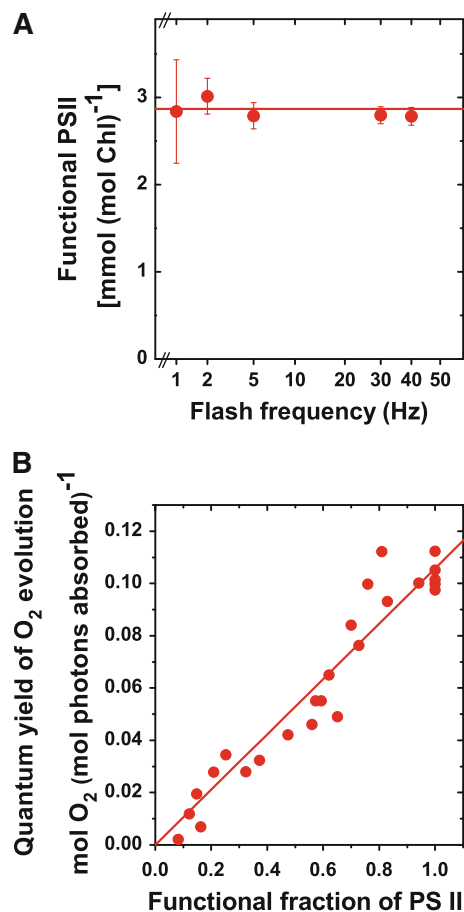 A
Functional PSII
[mmol (mol Chl)⁻¹]
3
2
1
0
1 2 5 10 20 30 40 50
Flash frequency (Hz)
B
Quantum yield of O₂ evolution
mol O₂ (mol photons absorbed)⁻¹
0.12
0.10
0.08
0.06
0.04
0.02
0.00
0.0 0.2 0.4 0.6 0.8 1.0
Functional fraction of PS II